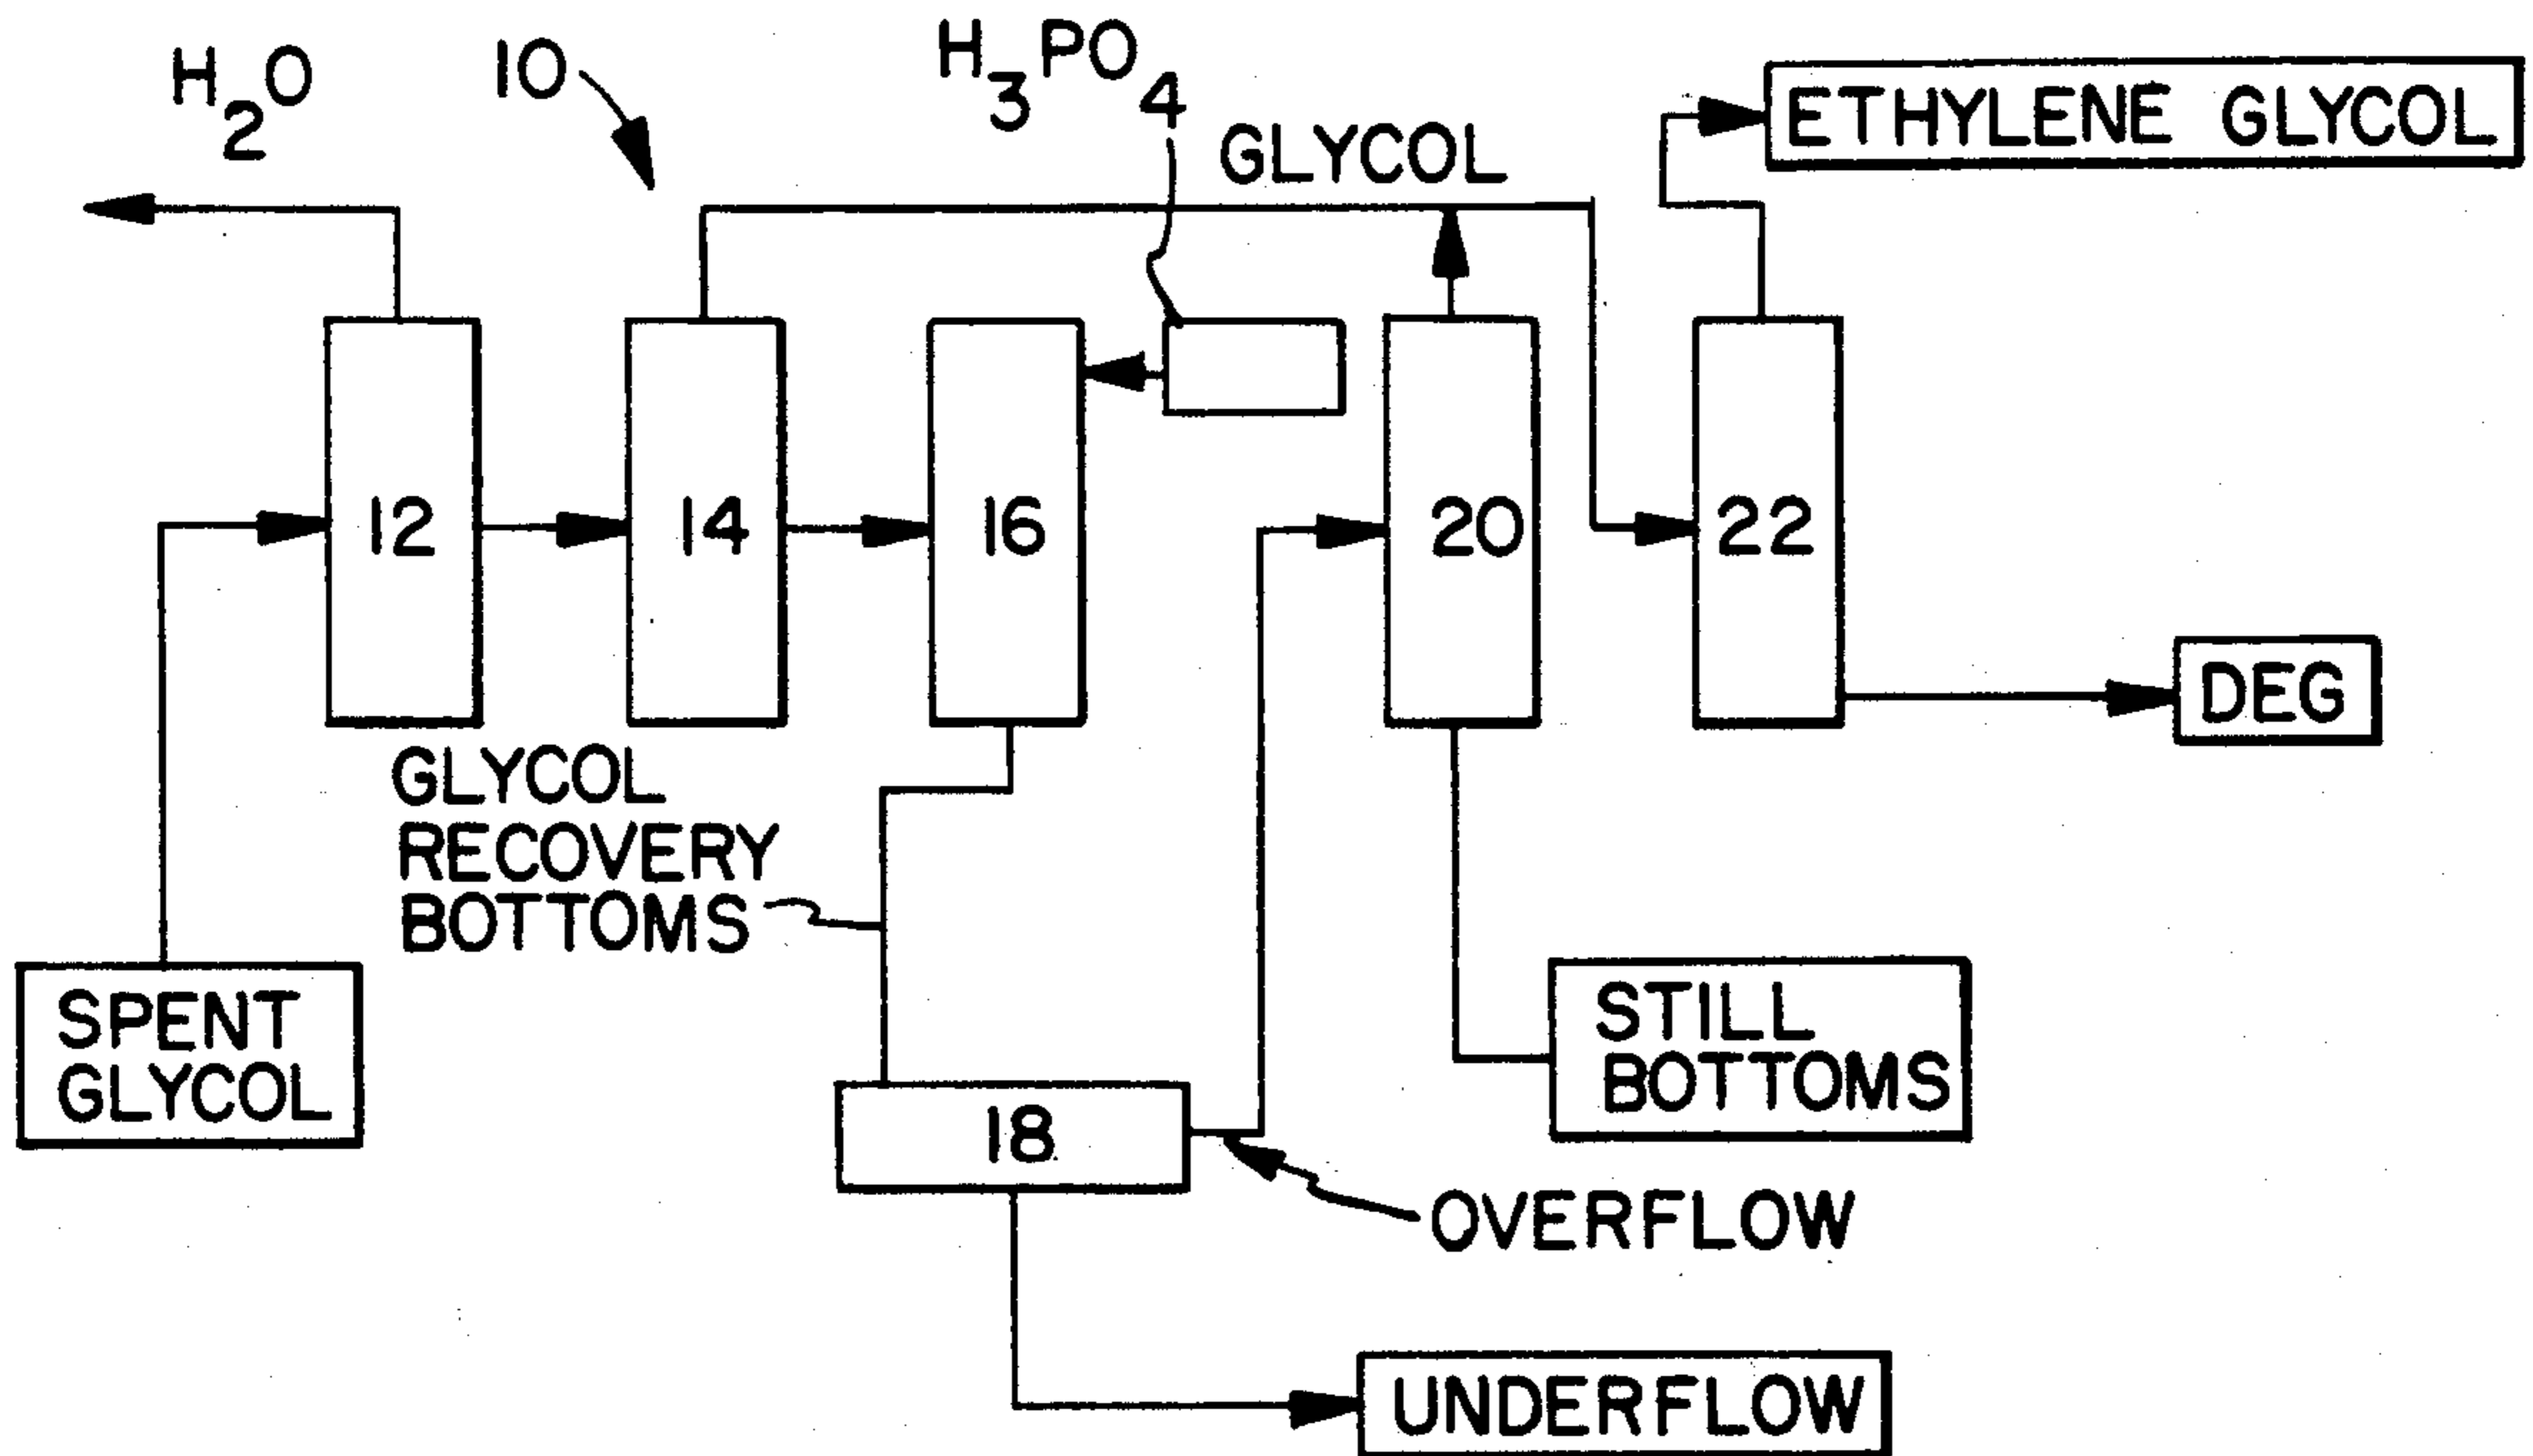 H2O
10
H3PO4
GLYCOL
ETHYLENE GLYCOL
12
14
16
20
22
DEG
GLYCOL
RECOVERY
BOTTOMS
SPENT
GLYCOL
STILL
BOTTOMS
18
OVERFLOW
UNDERFLOW